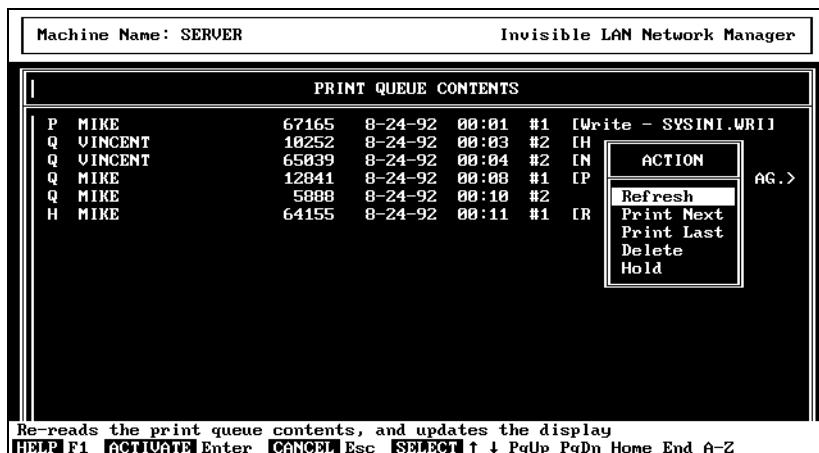 Machine Name: SERVER Invisible LAN Network Manager
PRINT QUEUE CONTENTS
P MIKE 67165 8-24-92 00:01 #1 [Write - SYSINI.WRI]
Q VINCENT 10252 8-24-92 00:03 #2 [H
Q VINCENT 65039 8-24-92 00:04 #2 [N
Q MIKE 12841 8-24-92 00:08 #1 [P AG.>
Q MIKE 5888 8-24-92 00:10 #2
H MIKE 64155 8-24-92 00:11 #1 [R
ACTION
Refresh
Print Next
Print Last
Delete
Hold
Re-reads the print queue contents, and updates the display
HELP F1 ACTIVATE Enter CANCEL Esc SELECT ↑ ↓ PgUp PgDn Home End A-Z